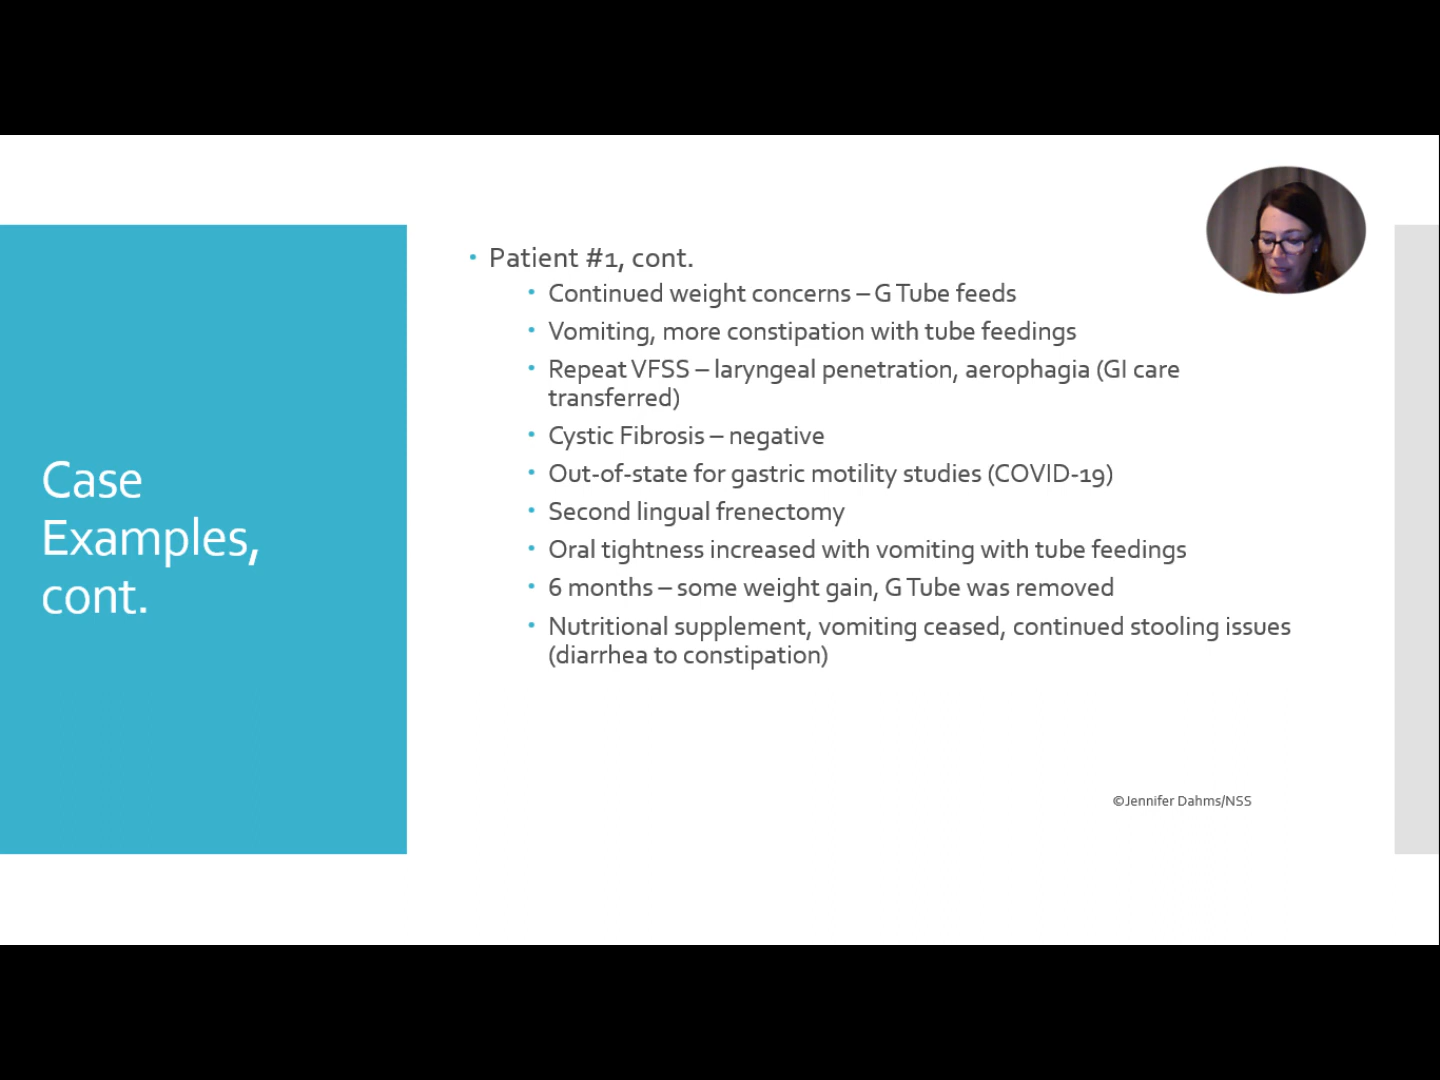 Case
Examples,
cont.
• Patient #1, cont.
• Continued weight concerns – G Tube feeds
• Vomiting, more constipation with tube feedings
• Repeat VFSS – laryngeal penetration, aerophagia (GI care
transferred)
• Cystic Fibrosis – negative
• Out-of-state for gastric motility studies (COVID-19)
• Second lingual frenectomy
• Oral tightness increased with vomiting with tube feedings
• 6 months – some weight gain, G Tube was removed
• Nutritional supplement, vomiting ceased, continued stooling issues
(diarrhea to constipation)
©Jennifer Dahms/NSS